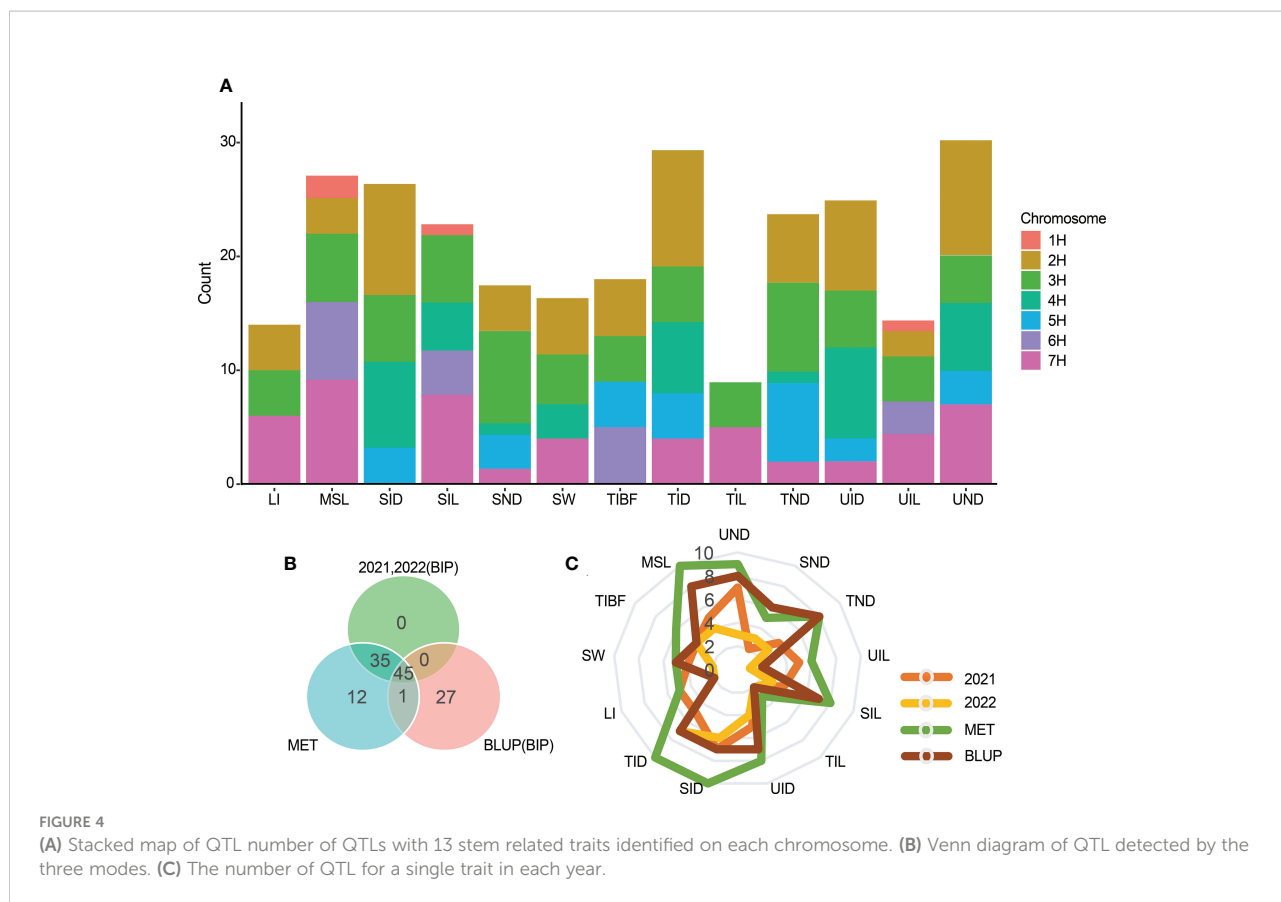 A
30
20
10
0
Count
LI MSL SID SIL SND SW TIBF TID TIL TND UID UIL UND
Chromosome
1H
2H
3H
4H
5H
6H
7H
B
2021,2022(BIP)
0
35
0
45
12
1
27
MET
BLUP(BIP)
C
UND
SND
TND
UIL
SIL
TIL
UID
SID
TID
LI
SW
TIBF
MSL
10
8
6
4
2
0
2021
2022
MET
BLUP
FIGURE 4
(A) Stacked map of QTL number of QTLs with 13 stem related traits identified on each chromosome. (B) Venn diagram of QTL detected by the
three modes. (C) The number of QTL for a single trait in each year.